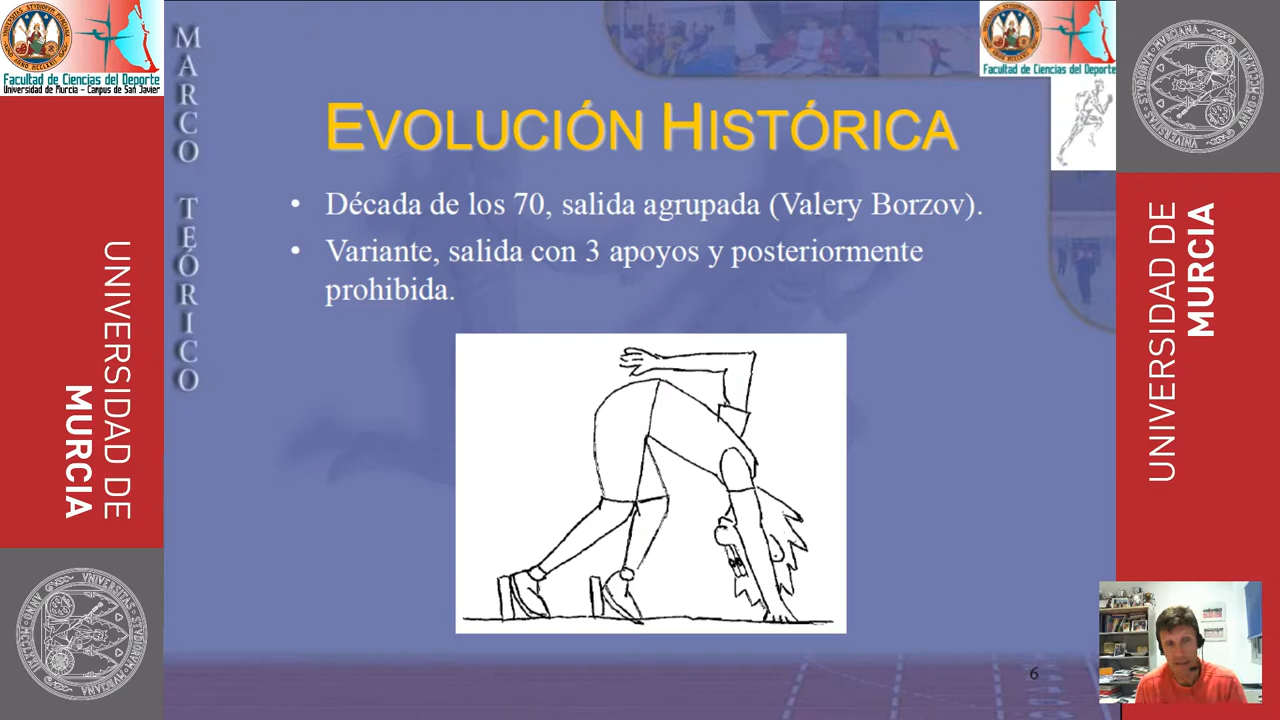 Facultad de Ciencias del Deporte
Universidad de Murcia - Campus de San Javier
MARCO TEÓRICO
Facultad de Ciencias del Deporte
EVOLUCIÓN HISTÓRICA
• Década de los 70, salida agrupada (Valery Borzov).
• Variante, salida con 3 apoyos y posteriormente
prohibida.
UNIVERSIDAD DE
MURCIA
UNIVERSIDAD DE
MURCIA
6